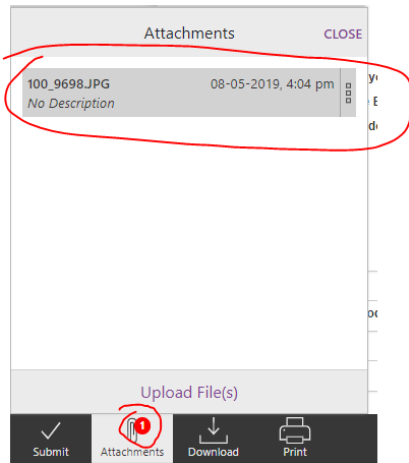 Attachments CLOSE
100_9698.JPG 08-05-2019, 4:04 pm
No Description
Upload File(s)
1
Submit Attachments Download Print